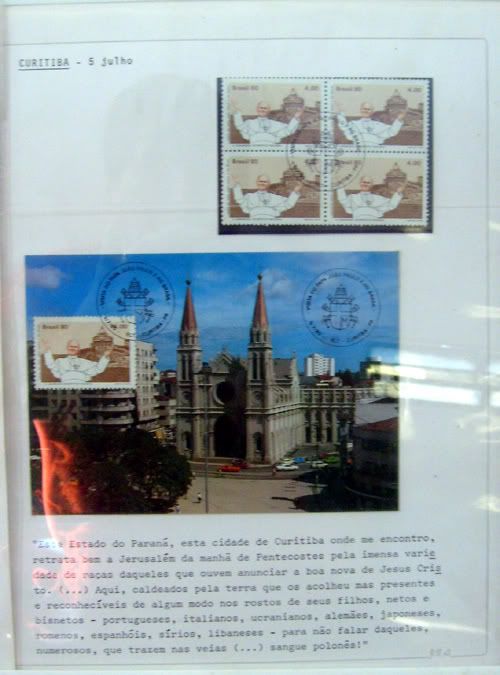 CURITIBA - 5 julho
Brasil 80 4,00
Brasil 80 4,00
Brasil 80 4,00
Brasil 80 4,00
Brasil 80
"Este Estado do Paraná, esta cidade de Curitiba onde me encontro,
retrata bem a Jerusalém da manhã de Pentecostes pela imensa varie
dade de raças daqueles que ouvem anunciar a boa nova de Jesus Cris
to. (...) Aqui, caldeados pela terra que os acolheu mas presentes
e reconhecíveis de algum modo nos rostos de seus filhos, netos e
bisnetos - portugueses, italianos, ucranianos, alemães, japoneses,
romenos, espanhóis, sírios, libaneses - para não falar daqueles,
numerosos, que trazem nas veias (...) sangue polonês!"